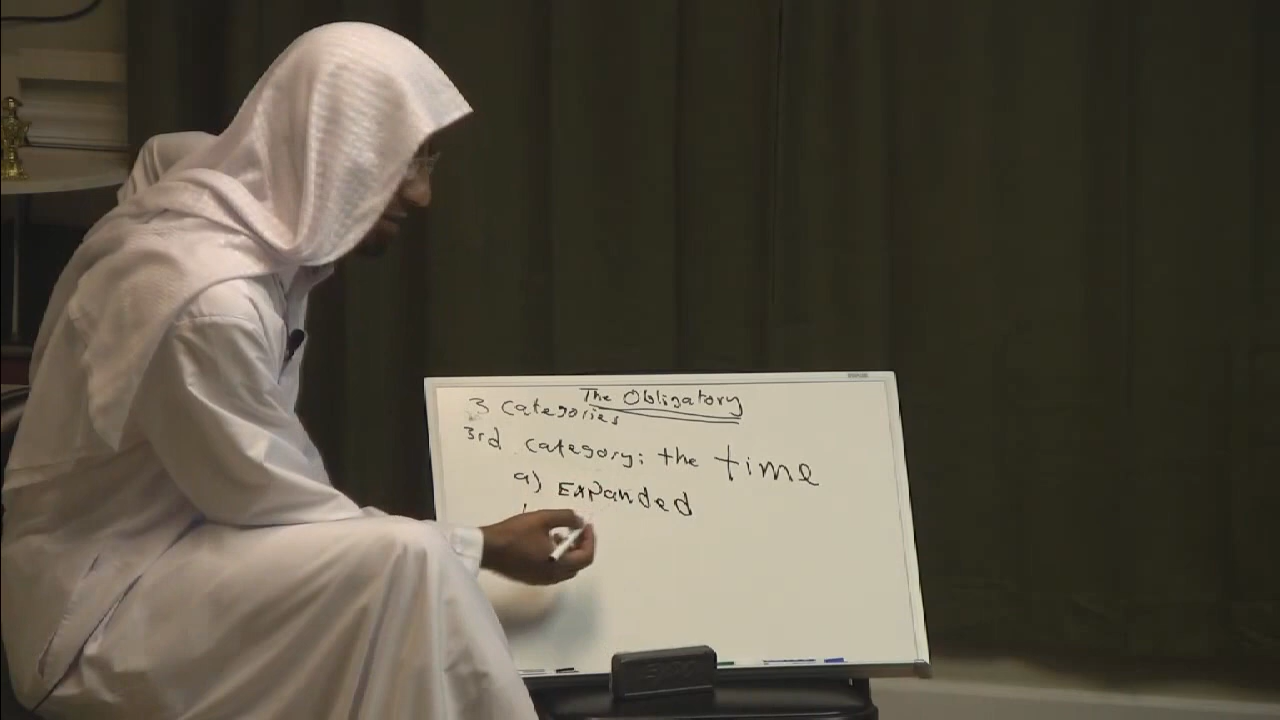 The Obligatory
3 categories
3rd category: the time
a) Expanded